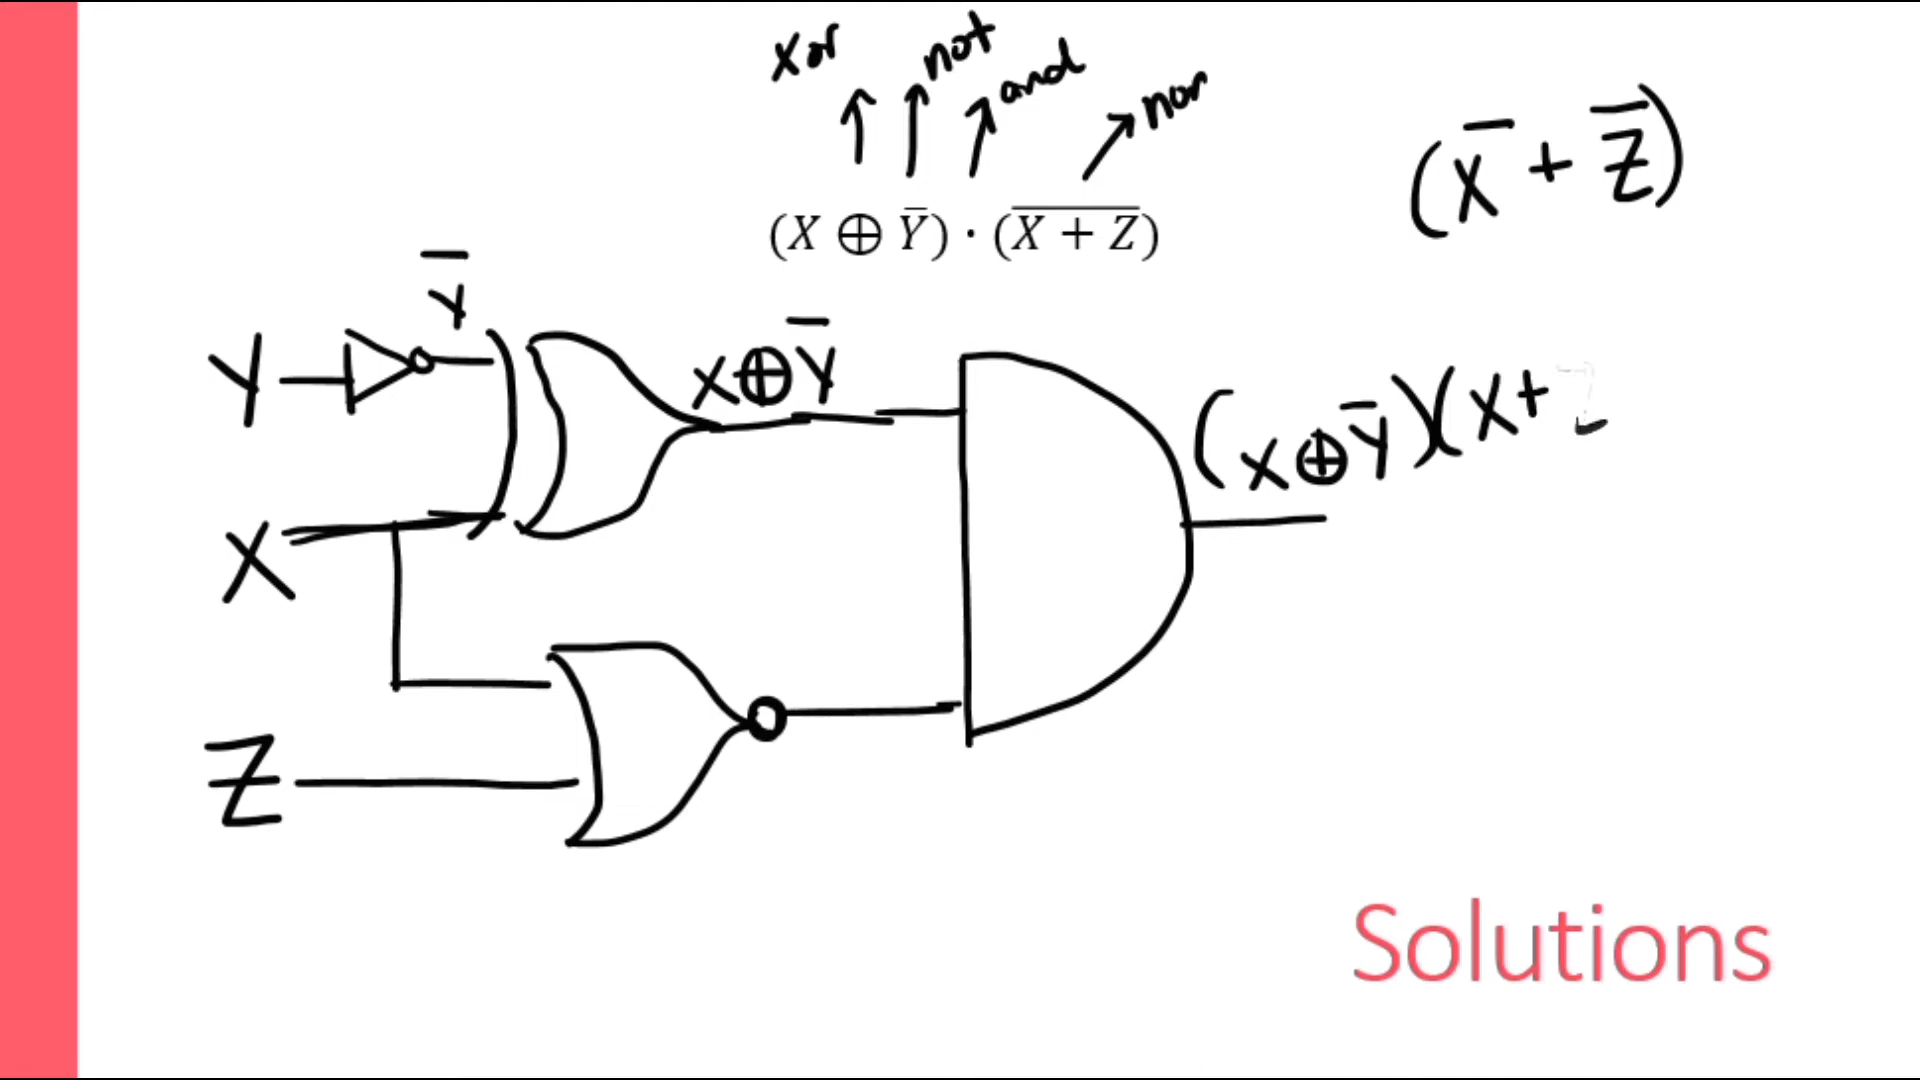 xor
not
and
nor
(X̅ + Z̅)
(X ⊕ Y̅) · (X̅ ̅+̅ ̅Z̅)
Y̅
Y
X⊕Y̅
(X⊕Y̅)(X+
X
Z
Solutions